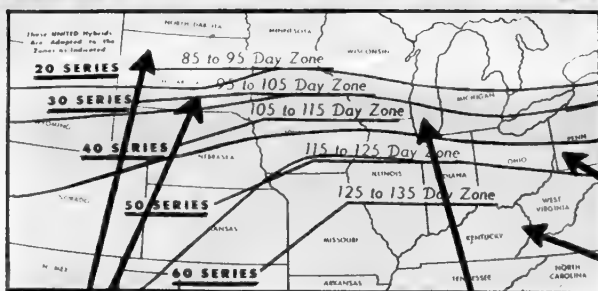 NORTH DAKOTA
MINNESOTA
These UNITED Hybrids
Are Adapted to the
Zones as Indicated
WISCONSIN
85 to 95 Day Zone
20 SERIES
95 to 105 Day Zone
MICHIGAN
30 SERIES
105 to 115 Day Zone
PENN
40 SERIES
115 to 125 Day Zone
NEBRASKA
OHIO
ILLINOIS
INDIANA
125 to 135 Day Zone
WEST
VIRGINIA
50 SERIES
KANSAS
MISSOURI
KENTUCKY
60 SERIES
NORTH
CAROLINA
ARKANSAS
TENNESSEE